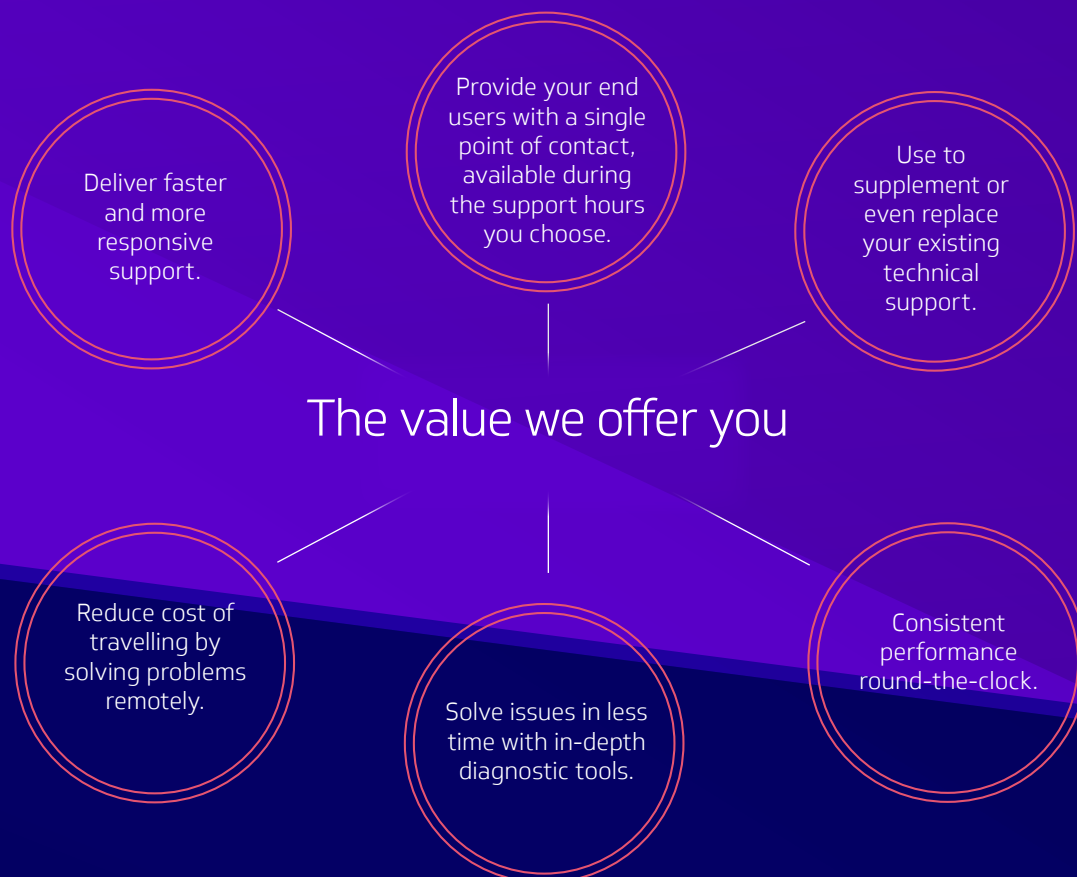 Provide your end
users with a single
point of contact,
available during
the support hours
you choose.
Deliver faster
and more
responsive
support.
Use to
supplement or
even replace
your existing
technical
support.
The value we offer you
Reduce cost of
travelling by
solving problems
remotely.
Solve issues in less
time with in-depth
diagnostic tools.
Consistent
performance
round-the-clock.